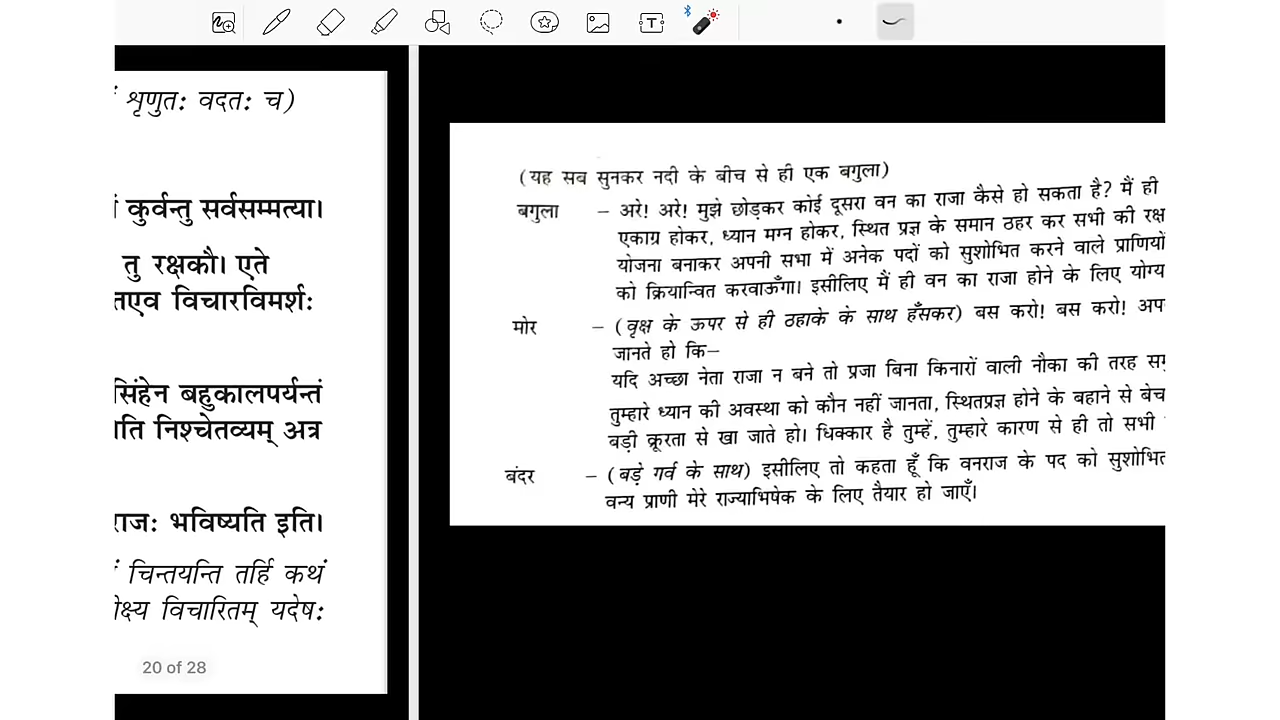 शृणुतः वदतः च)
कुर्वन्तु सर्वसम्मत्या।
तु रक्षकौ। एते
विचारविमर्शः
सिंहेन बहुकालपर्यन्तं
निश्चेतव्यम् अत्र
भविष्यति इति।
चिन्तयन्ति तर्हि कथं
विचारितम् यदेषः
20 of 28
(यह सब सुनकर नदी के बीच से ही एक बगुला)
बगुला – अरे! अरे! मुझे छोड़कर कोई दूसरा वन का राजा कैसे हो सकता है? मैं ही
एकाग्र होकर, ध्यान मग्न होकर, स्थित प्रज्ञ के समान ठहर कर सभी की
योजना बनाकर अपनी सभा में अनेक पदों को सुशोभित करने वाले प्राणियों
को क्रियान्वित करवाऊँगा। इसीलिए मैं ही वन का राजा होने के लिए योग्य
मोर – (वृक्ष के ऊपर से ही ठहाके के साथ हँसकर) बस करो! बस करो!
जानते हो कि–
यदि अच्छा नेता राजा न बने तो प्रजा बिना किनारों वाली नौका की तरह
तुम्हारे ध्यान की अवस्था को कौन नहीं जानता, स्थितप्रज्ञ होने के बहाने से
बड़ी क्रूरता से खा जाते हो। धिक्कार है तुम्हें, तुम्हारे कारण से ही तो सभी
बंदर – (बड़े गर्व के साथ) इसीलिए तो कहता हूँ कि वनराज के पद को सुशोभित
वन्य प्राणी मेरे राज्याभिषेक के लिए तैयार हो जाएँ।